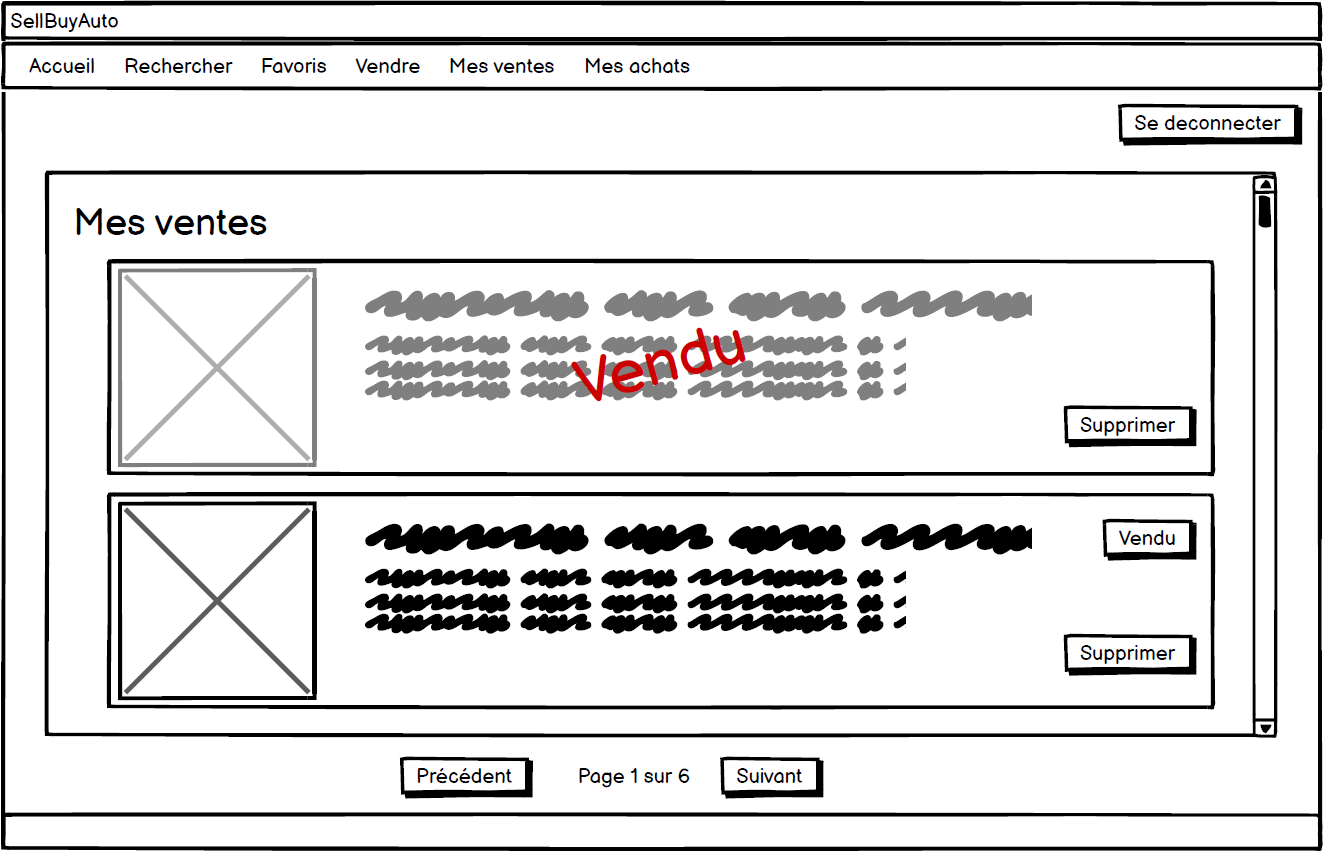 SellBuyAuto
Accueil Rechercher Favoris Vendre Mes ventes Mes achats
Se deconnecter
Mes ventes
Vendu
Supprimer
Vendu
Supprimer
Précédent Page 1 sur 6 Suivant